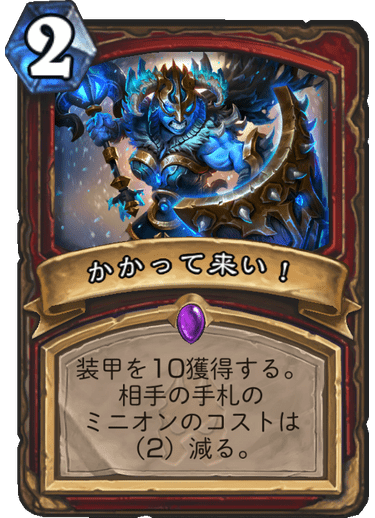 2
かかって来い！
装甲を10獲得する。
相手の手札の
ミニオンのコストは
（2）減る。